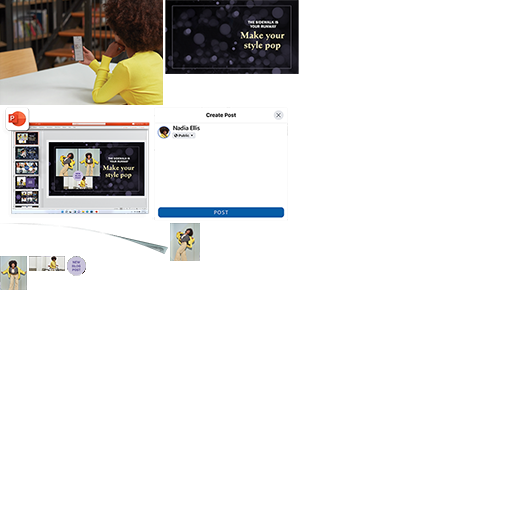 THE SIDEWALK IS
YOUR RUNWAY
Make your
style pop
P
THE SIDEWALK IS
YOUR RUNWAY
Make your
style pop
Create Post
Nadia Ellis
Public
POST
NEW
BLOG
POST